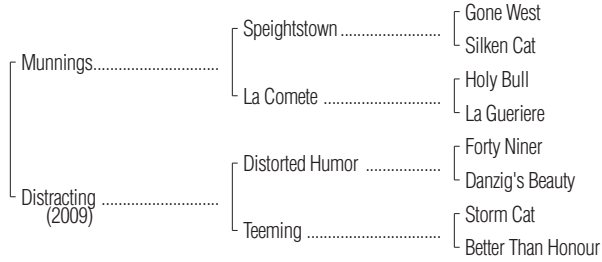 Gone West
Speightstown
Silken Cat
Munnings
Holy Bull
La Comete
La Gueriere
Forty Niner
Distorted Humor
Danzig's Beauty
Distracting
(2009)
Storm Cat
Teeming
Better Than Honour